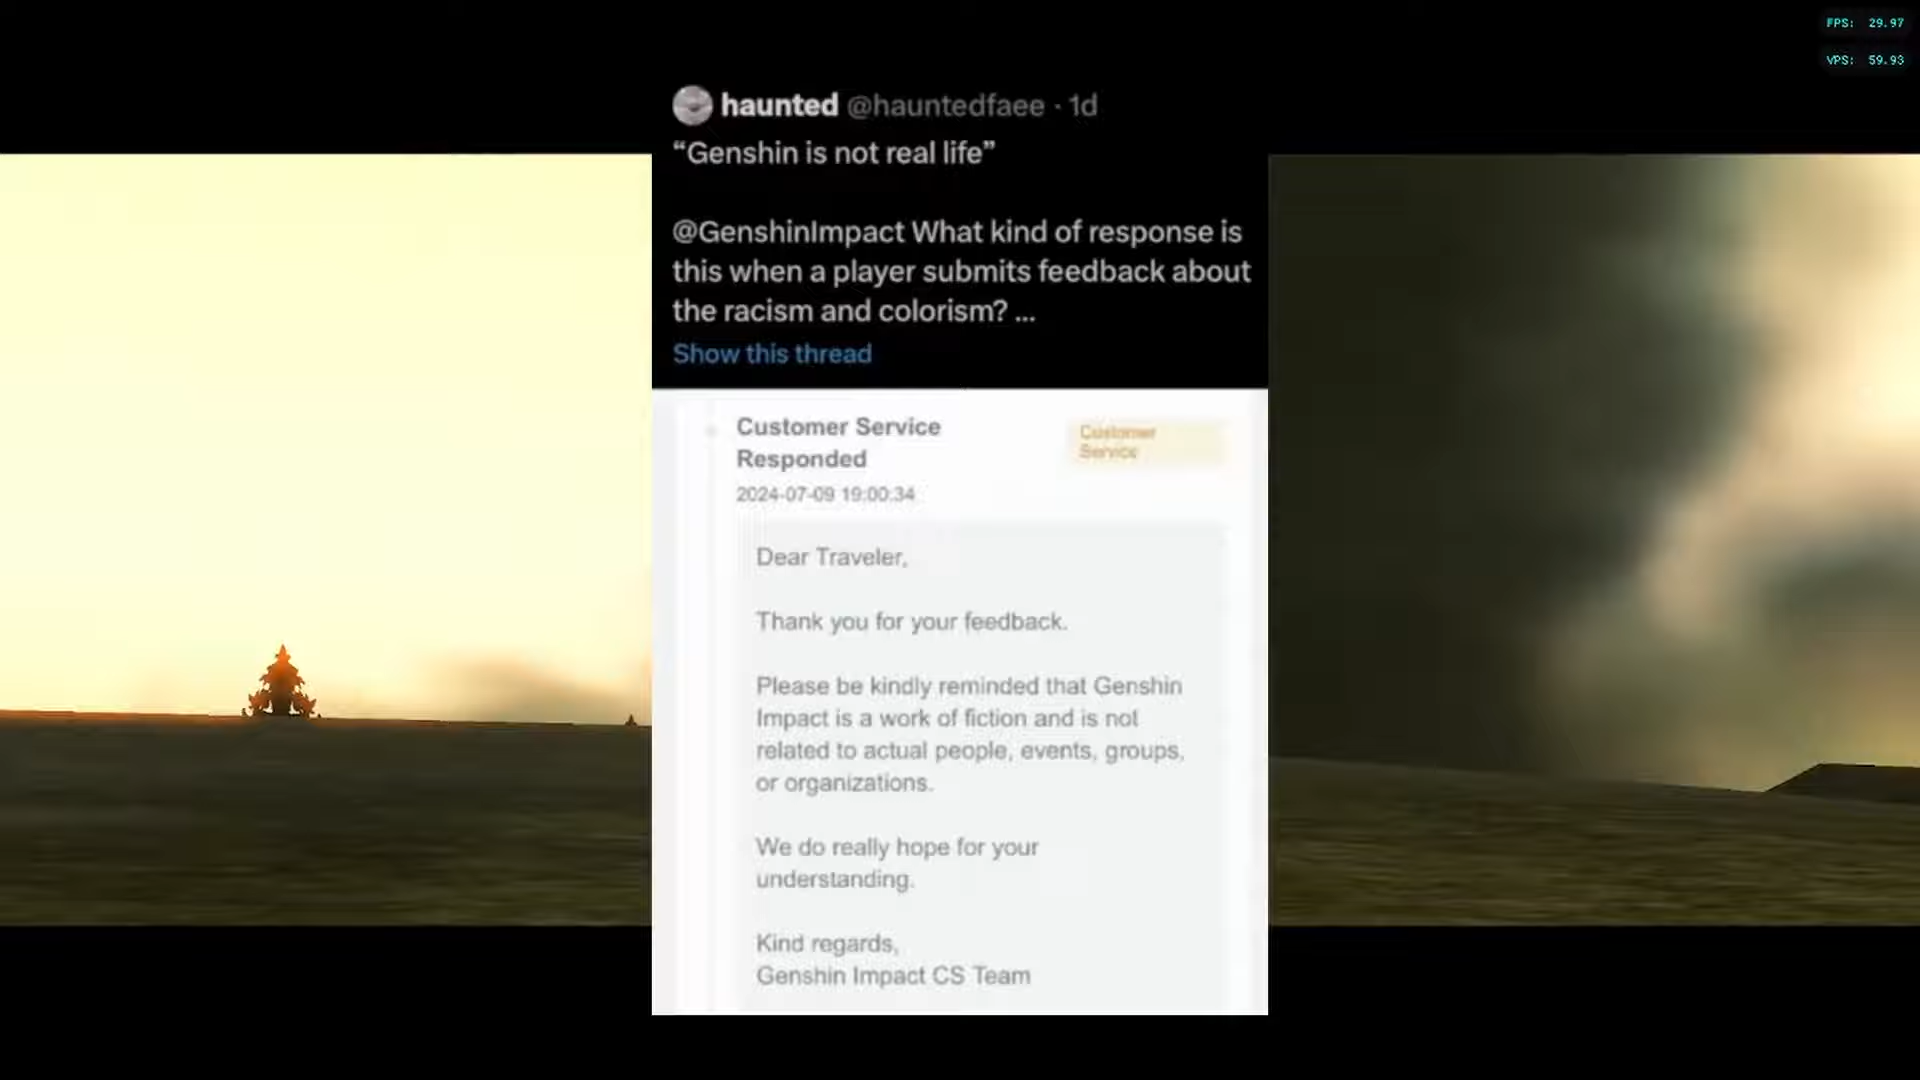 FPS: 29.97
VPS: 59.93
haunted @hauntedfaee · 1d
“Genshin is not real life”
@GenshinImpact What kind of response is
this when a player submits feedback about
the racism and colorism? ...
Show this thread
Customer Service
Responded
Customer
Service
2024-07-09 19:00:34
Dear Traveler,
Thank you for your feedback.
Please be kindly reminded that Genshin
Impact is a work of fiction and is not
related to actual people, events, groups,
or organizations.
We do really hope for your
understanding.
Kind regards,
Genshin Impact CS Team